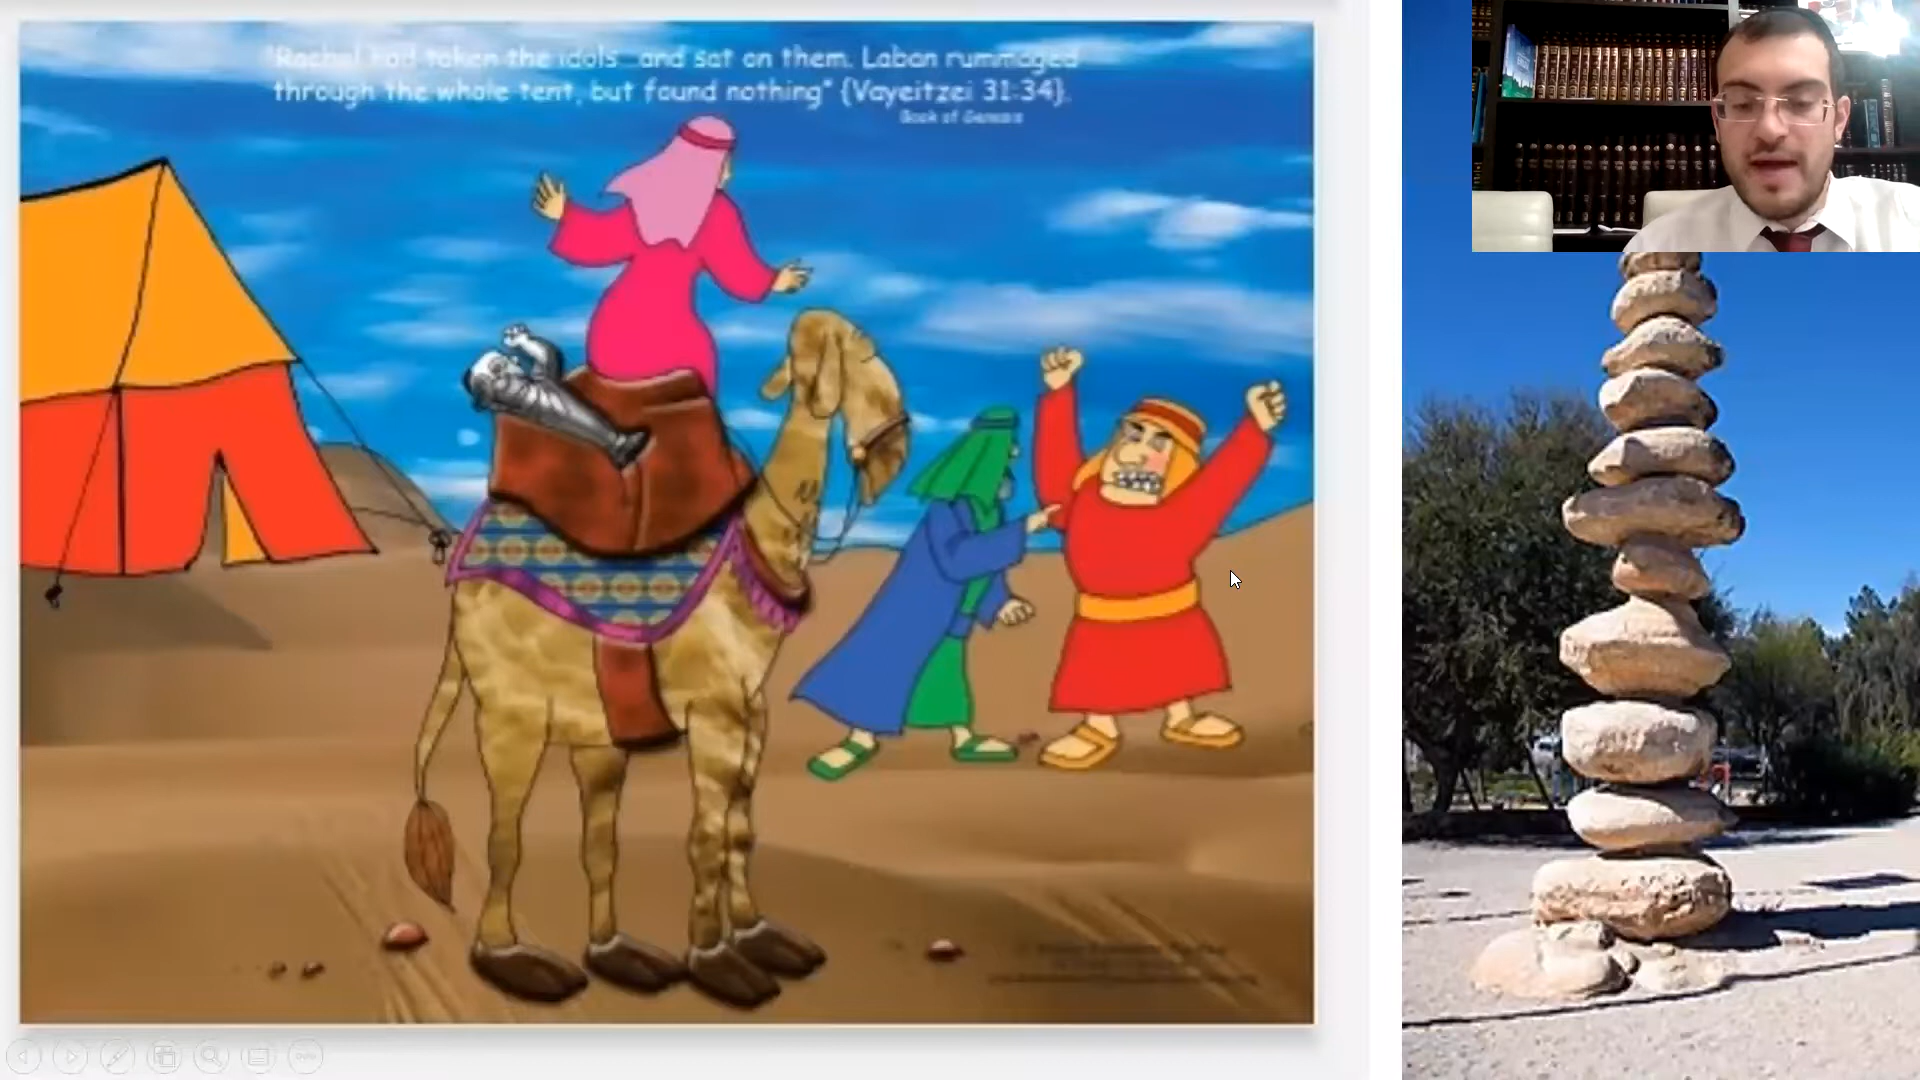 "Rachel had taken the idols...and sat on them. Laban rummaged
through the whole tent, but found nothing" {Vayeitzei 31:34}.
Book of Genesis